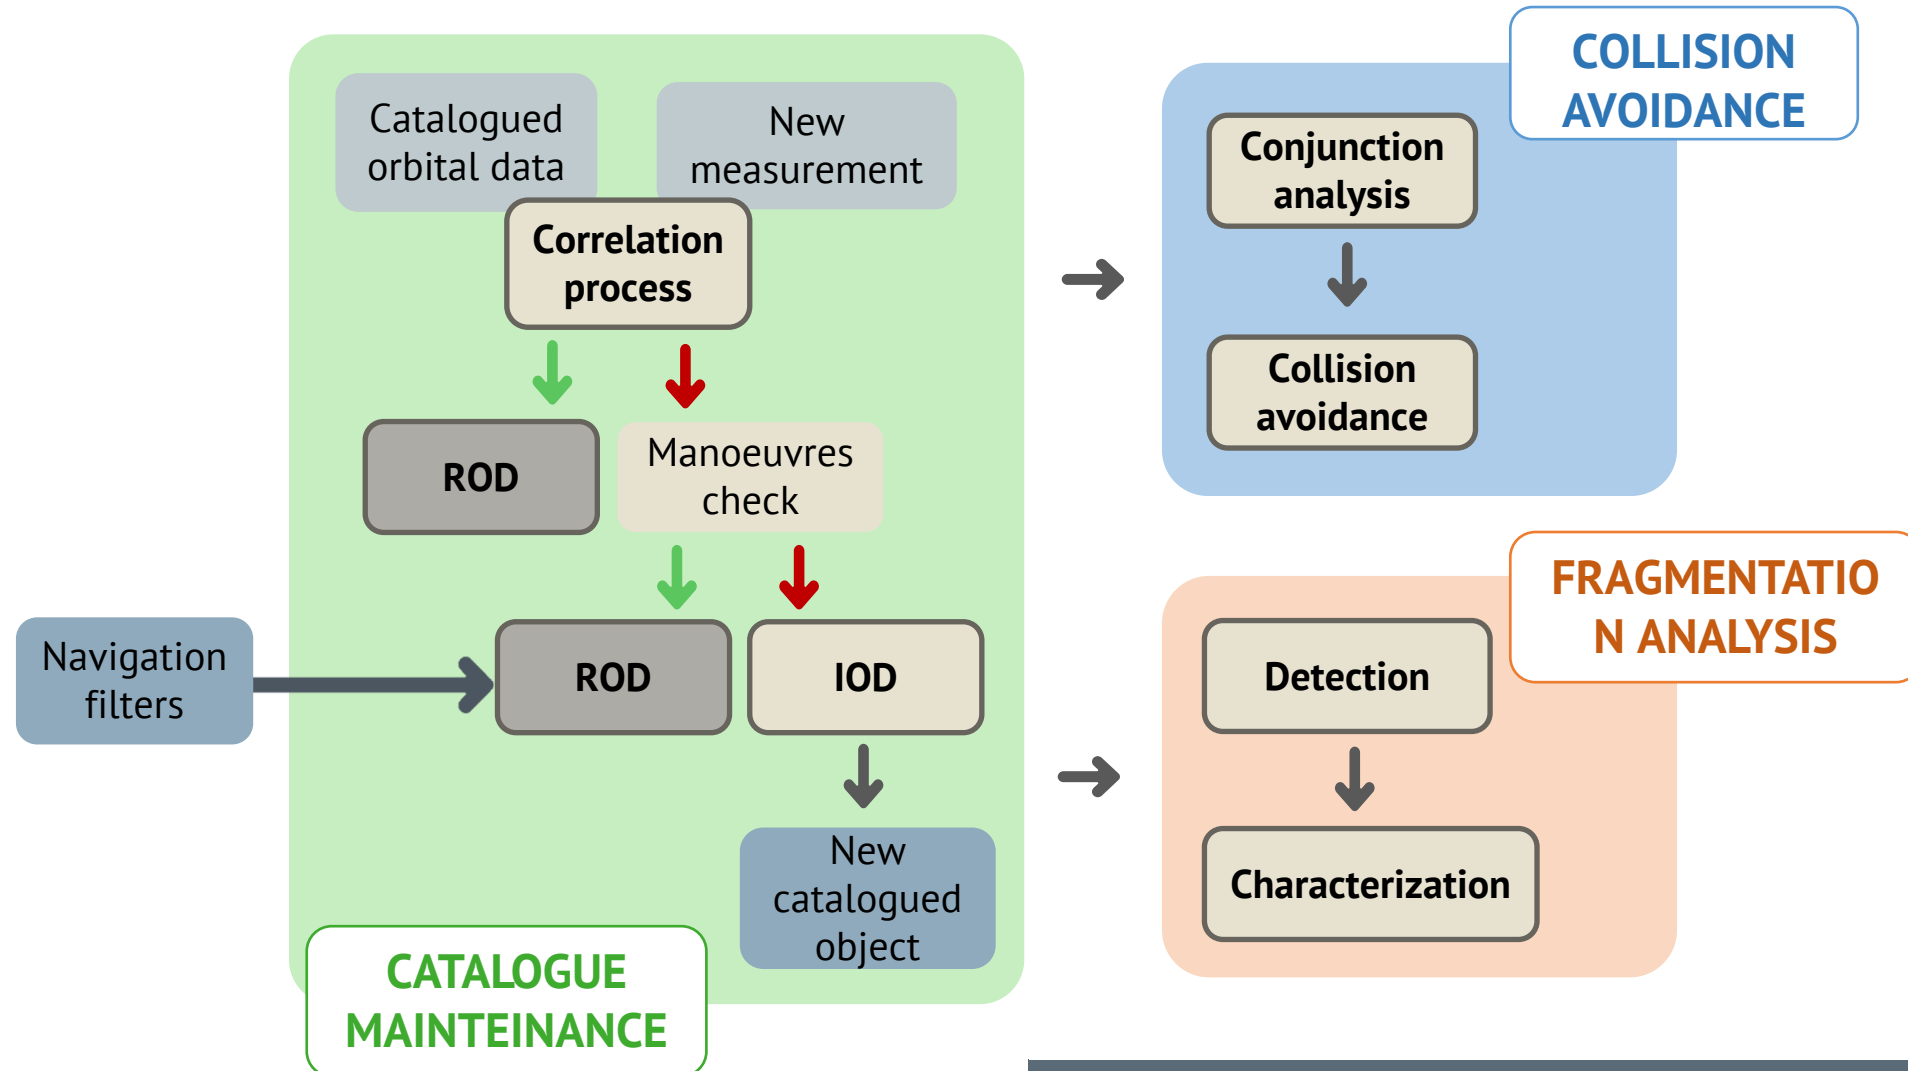 Catalogued
orbital data
New
measurement
Correlation
process
ROD
Manoeuvres
check
Navigation
filters
ROD
IOD
New
catalogued
object
CATALOGUE
MAINTEINANCE
COLLISION
AVOIDANCE
Conjunction
analysis
Collision
avoidance
FRAGMENTATIO
N ANALYSIS
Detection
Characterization